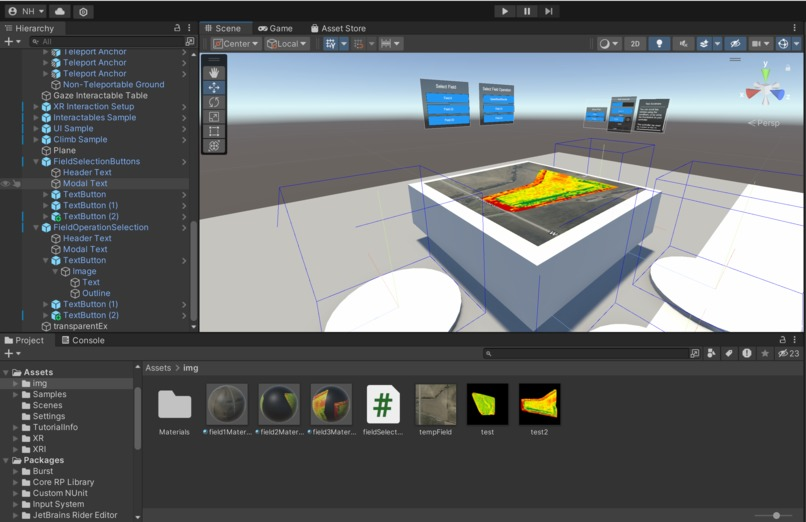 NH
Hierarchy
All
Scene
Game
Asset Store
Center
Local
2D
Teleport Anchor
Teleport Anchor
Teleport Anchor
Non-Teleportable Ground
Gaze Interactable Table
XR Interaction Setup
Interactables Sample
UI Sample
Climb Sample
Plane
FieldSelectionButtons
Header Text
Modal Text
TextButton
TextButton (1)
TextButton (2)
FieldOperationSelection
Header Text
Modal Text
TextButton
Image
Text
Outline
TextButton (1)
TextButton (2)
transparentEx
Select Field
Select Field Operation
y
x
z
Persp
Project
Console
23
Assets
img
Samples
Scenes
Settings
TutorialInfo
XR
XRI
Packages
Burst
Core RP Library
Custom NUnit
Input System
JetBrains Rider Editor
Assets > img
#
Materials
field1Mater...
field2Mater...
field3Mater...
fieldSelect...
tempField
test
test2